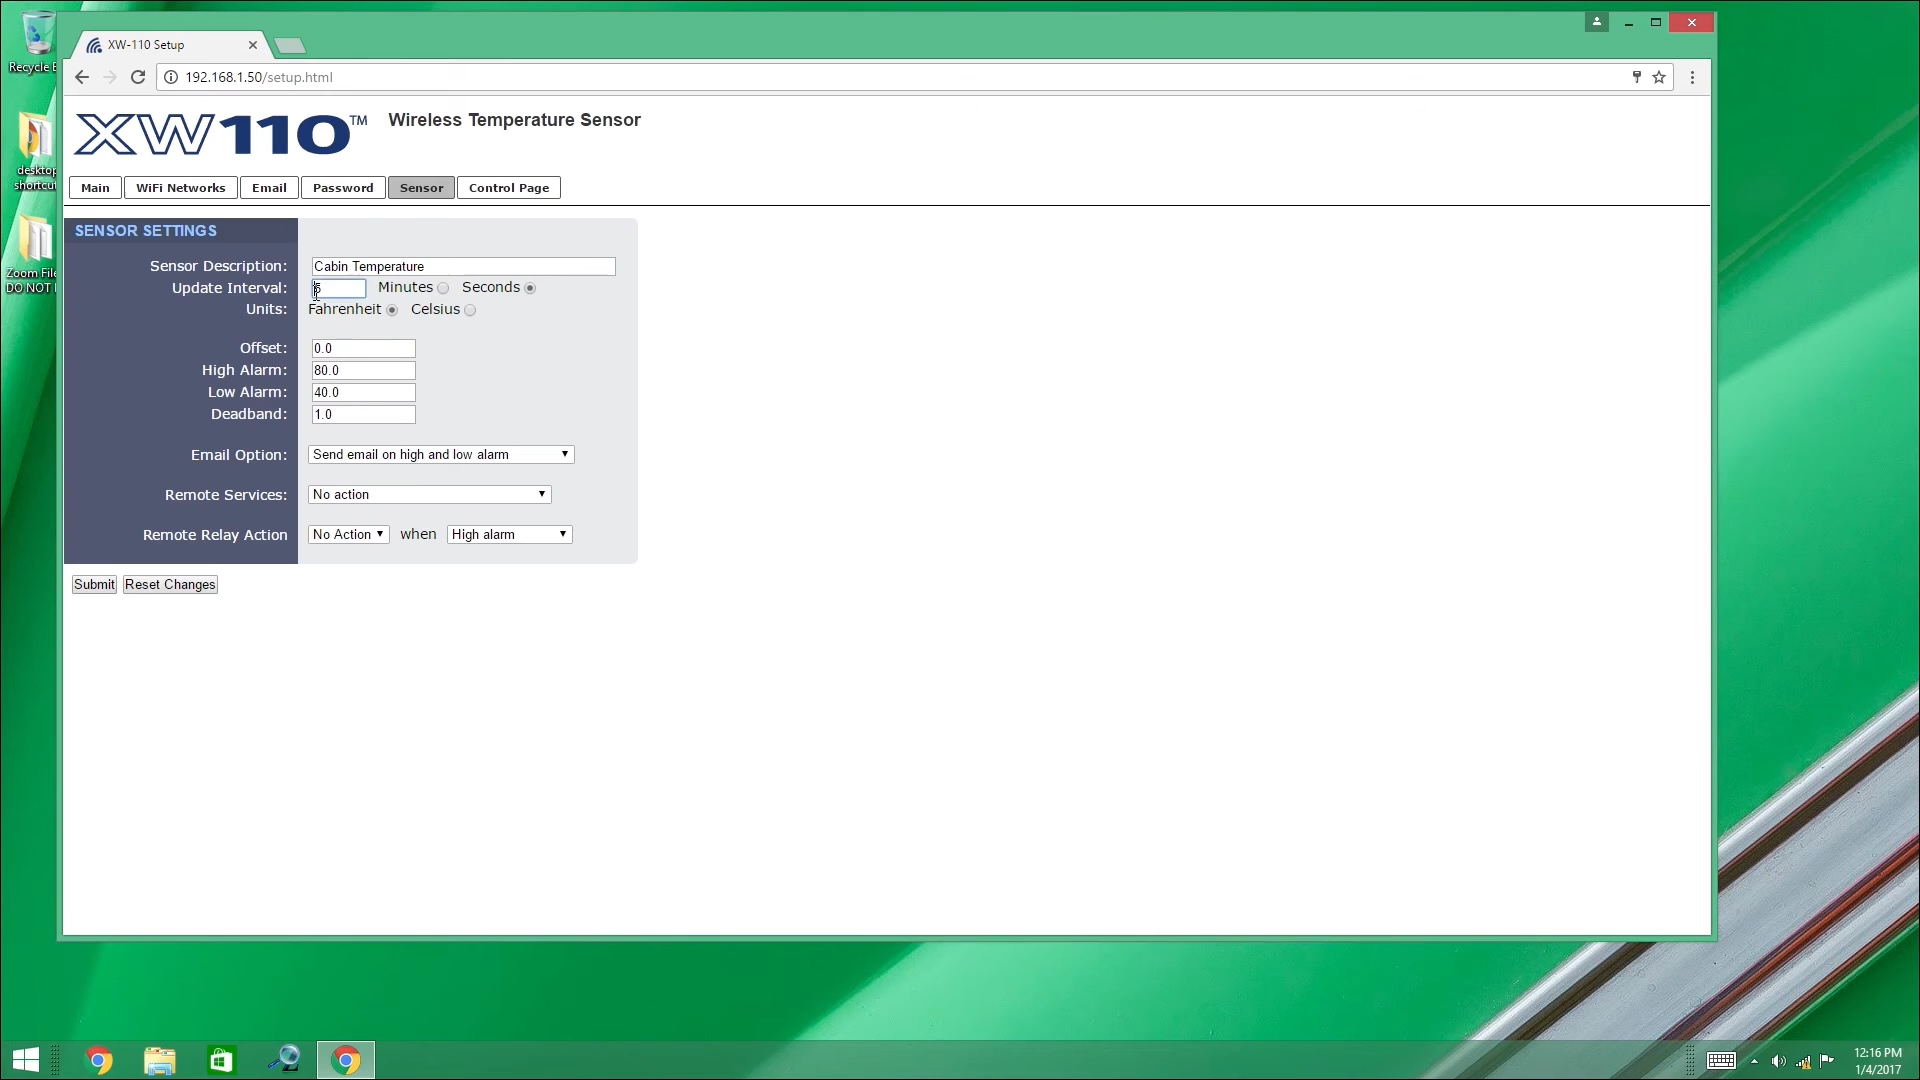 Recycle B
desktop
shortcut
Zoom File
DO NOT
XW-110 Setup
192.168.1.50/setup.html
XW110™ Wireless Temperature Sensor
Main WiFi Networks Email Password Sensor Control Page
SENSOR SETTINGS
Sensor Description: Cabin Temperature
Update Interval: 5 Minutes Seconds
Units: Fahrenheit Celsius
Offset: 0.0
High Alarm: 80.0
Low Alarm: 40.0
Deadband: 1.0
Email Option: Send email on high and low alarm
Remote Services: No action
Remote Relay Action No Action when High alarm
Submit Reset Changes
12:16 PM
1/4/2017